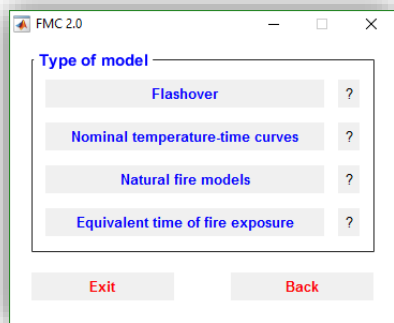 FMC 2.0
Type of model
Flashover ?
Nominal temperature-time curves ?
Natural fire models ?
Equivalent time of fire exposure ?
Exit Back